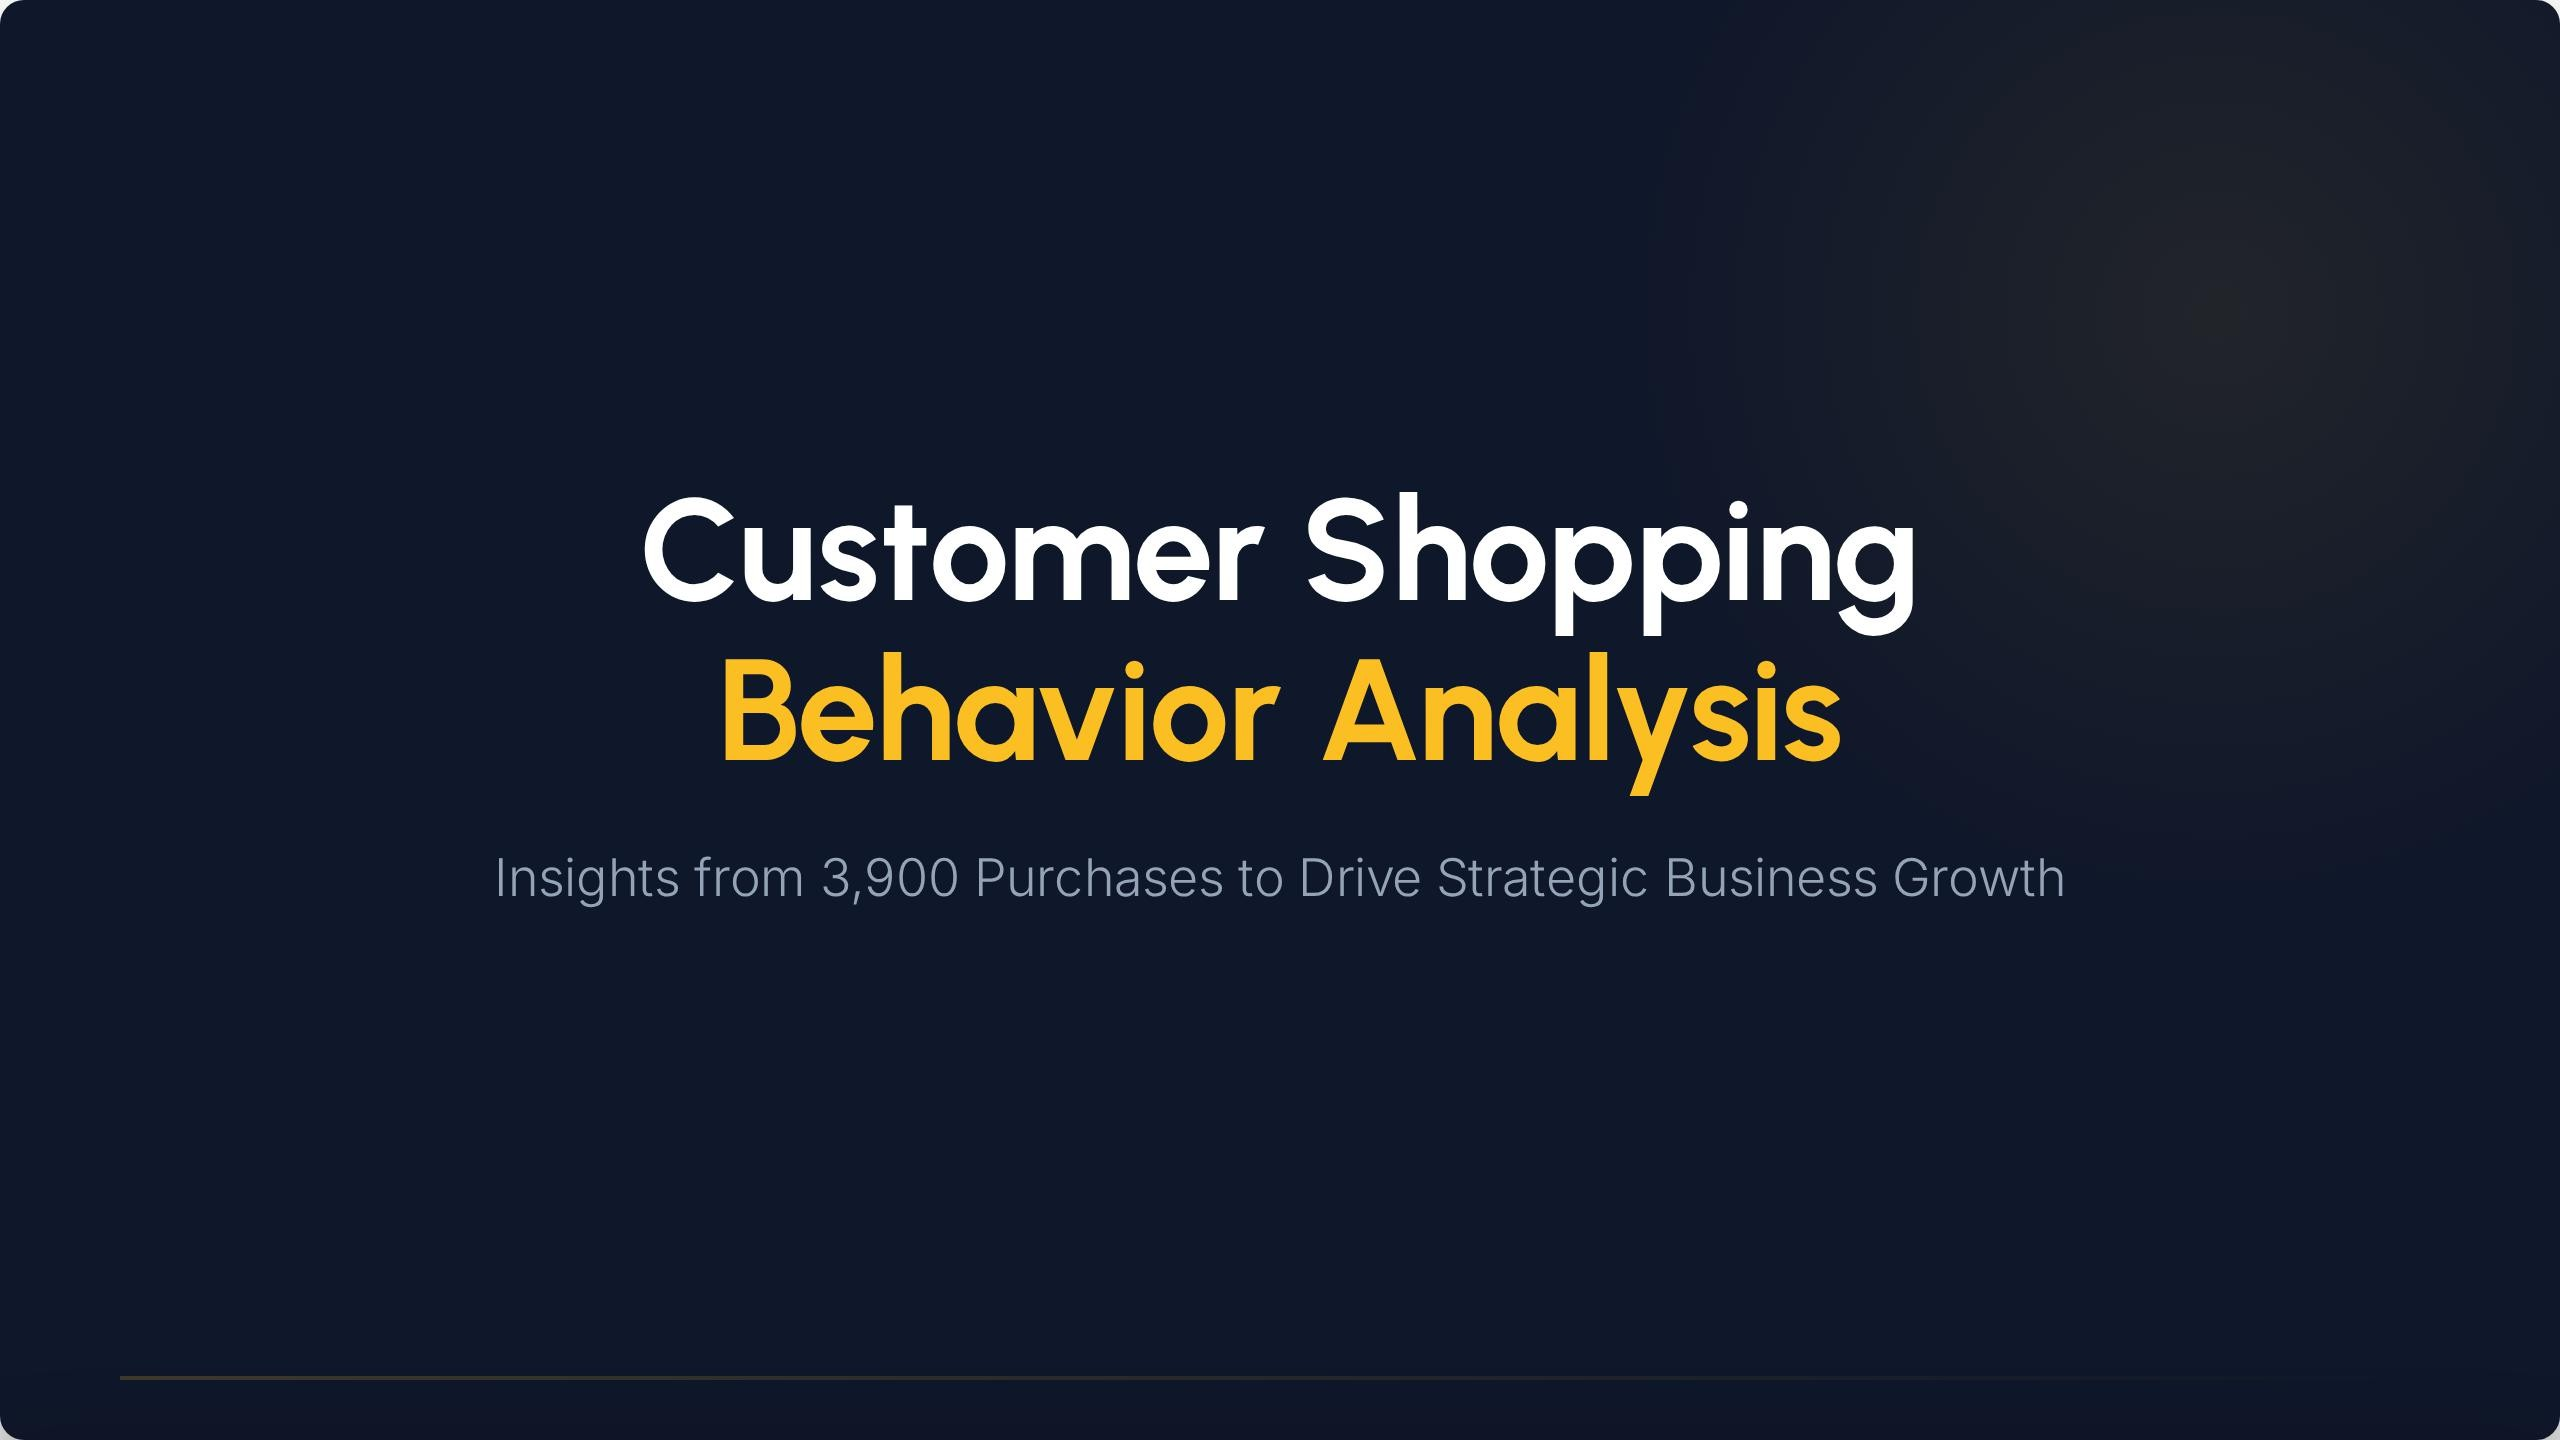 Customer Shopping
Behavior Analysis
Insights from 3,900 Purchases to Drive Strategic Business Growth